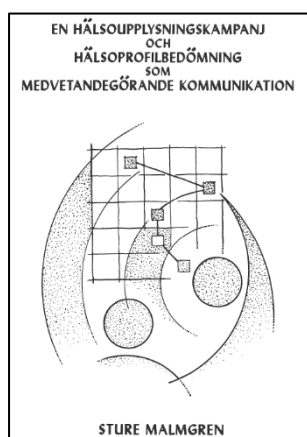 EN HÄLSOUPPLYSNINGSKAMPANJ
OCH
HÄLSOPROFILBEDÖMNING
SOM
MEDVETANDEGÖRANDE KOMMUNIKATION
STURE MALMGREN